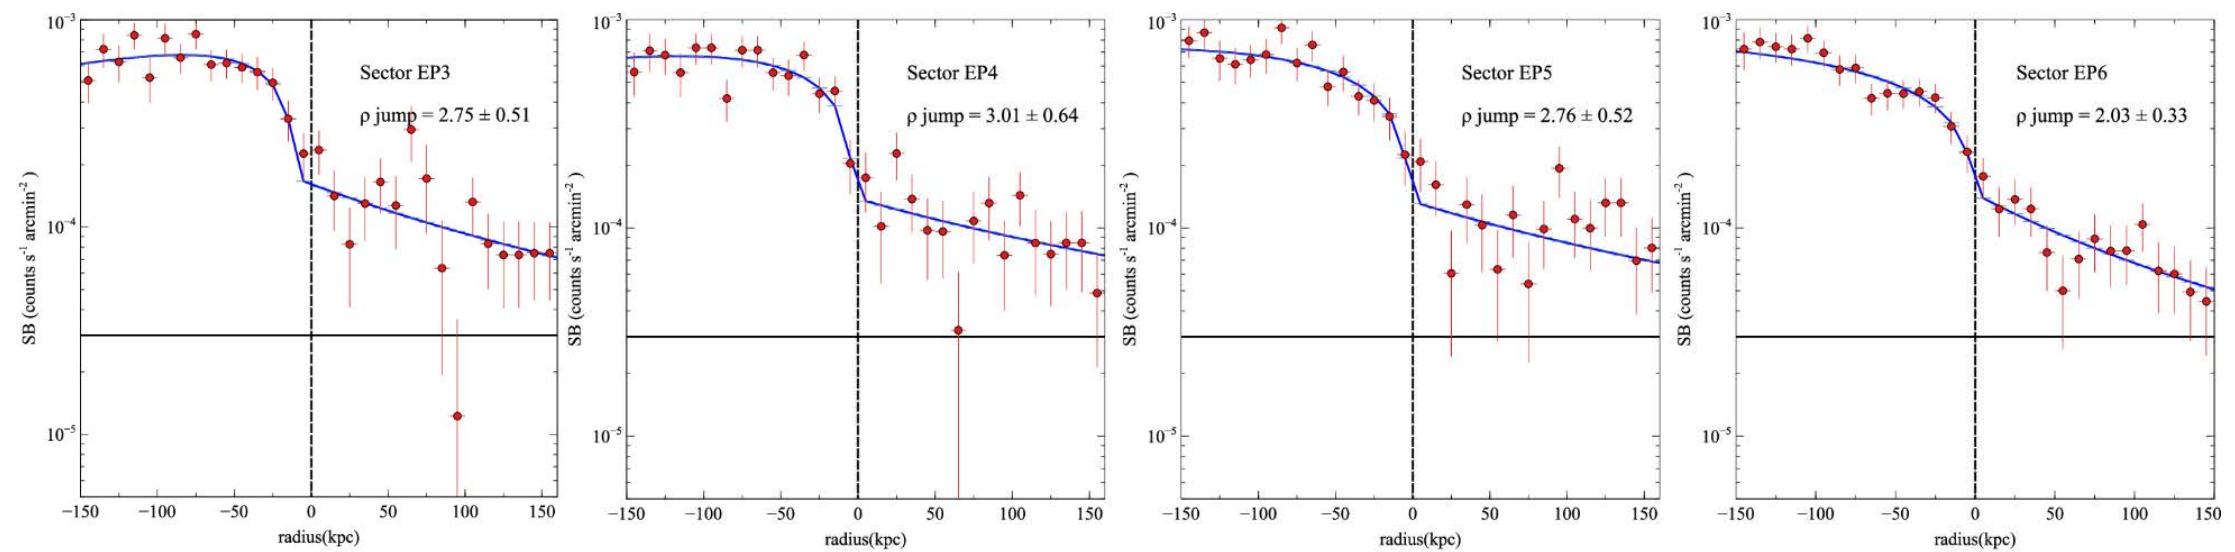 10⁻³
10⁻⁴
10⁻⁵
SB (counts s⁻¹ arcmin⁻²)
Sector EP3
ρ jump = 2.75 ± 0.51
−150 −100 −50 0 50 100 150
radius(kpc)
10⁻³
10⁻⁴
10⁻⁵
SB (counts s⁻¹ arcmin⁻²)
Sector EP4
ρ jump = 3.01 ± 0.64
−150 −100 −50 0 50 100 150
radius(kpc)
10⁻³
10⁻⁴
10⁻⁵
SB (counts s⁻¹ arcmin⁻²)
Sector EP5
ρ jump = 2.76 ± 0.52
−150 −100 −50 0 50 100 150
radius(kpc)
10⁻³
10⁻⁴
10⁻⁵
SB (counts s⁻¹ arcmin⁻²)
Sector EP6
ρ jump = 2.03 ± 0.33
−150 −100 −50 0 50 100 150
radius(kpc)